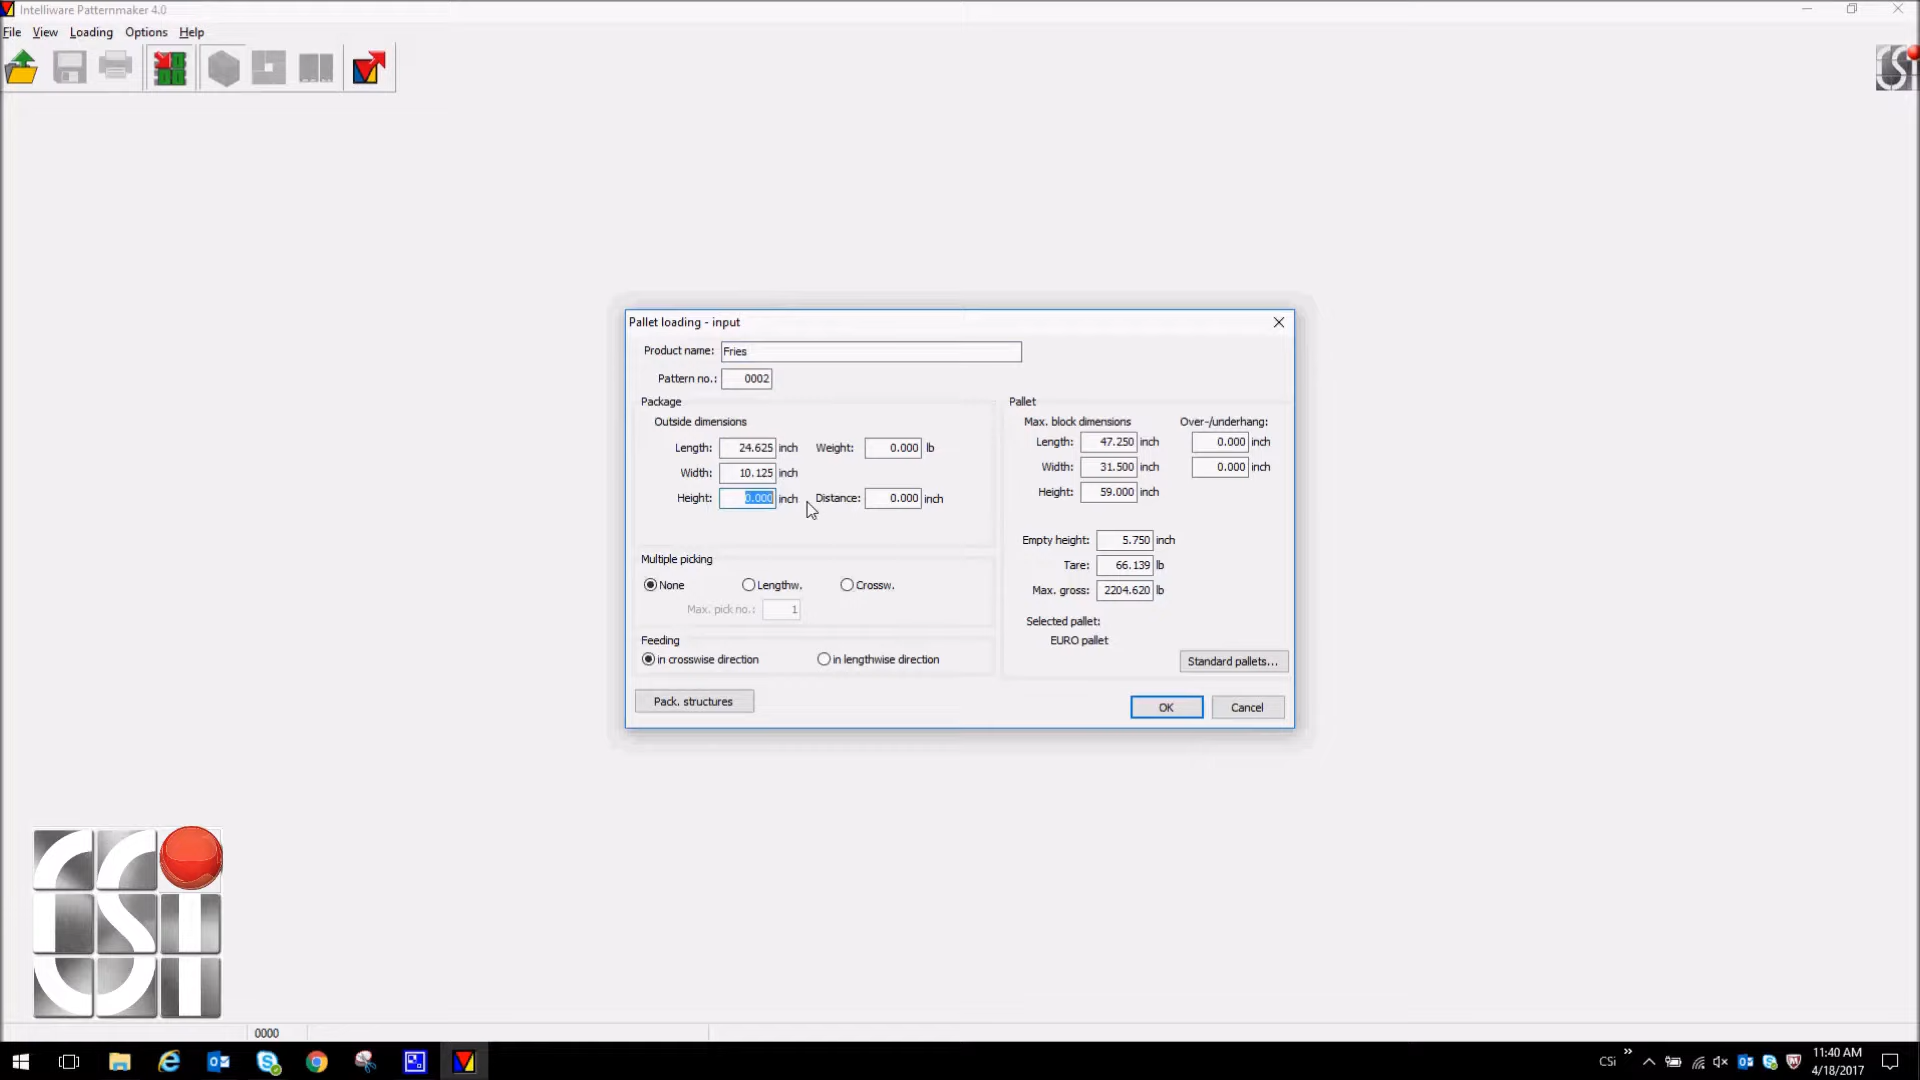 Intelliware Patternmaker 4.0
File View Loading Options Help
CSi
Pallet loading - input
Product name: Fries
Pattern no.: 0002
Package
Outside dimensions
Length: 24.625 inch Weight: 0.000 lb
Width: 10.125 inch
Height: 0.000 inch Distance: 0.000 inch
Multiple picking
None Lengthw. Crossw.
Max. pick no.: 1
Feeding
in crosswise direction in lengthwise direction
Pack. structures
Pallet
Max. block dimensions Over-/underhang:
Length: 47.250 inch 0.000 inch
Width: 31.500 inch 0.000 inch
Height: 59.000 inch
Empty height: 5.750 inch
Tare: 66.139 lb
Max. gross: 2204.620 lb
Selected pallet:
EURO pallet
Standard pallets...
OK Cancel
CSi
0000
CSi 11:40 AM
4/18/2017